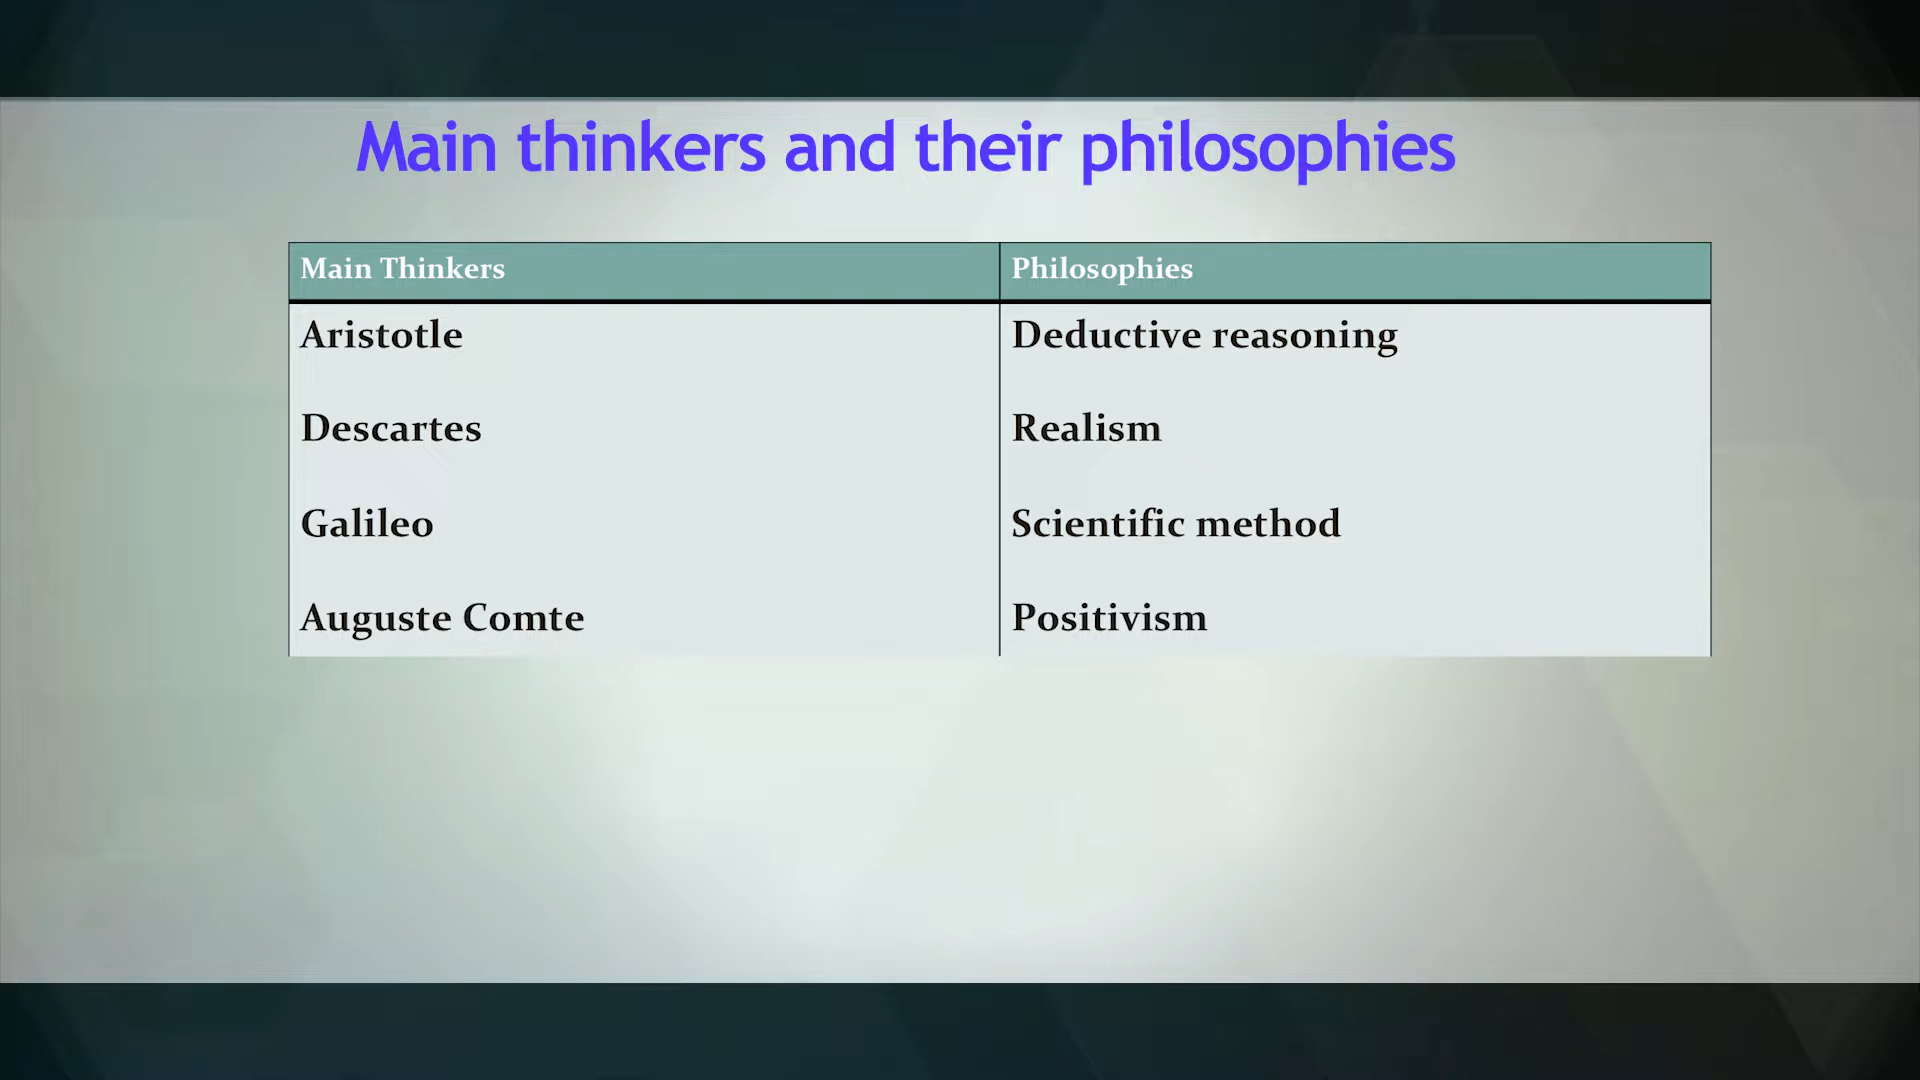 Main thinkers and their philosophies
Main Thinkers Philosophies
Aristotle Deductive reasoning
Descartes Realism
Galileo Scientific method
Auguste Comte Positivism